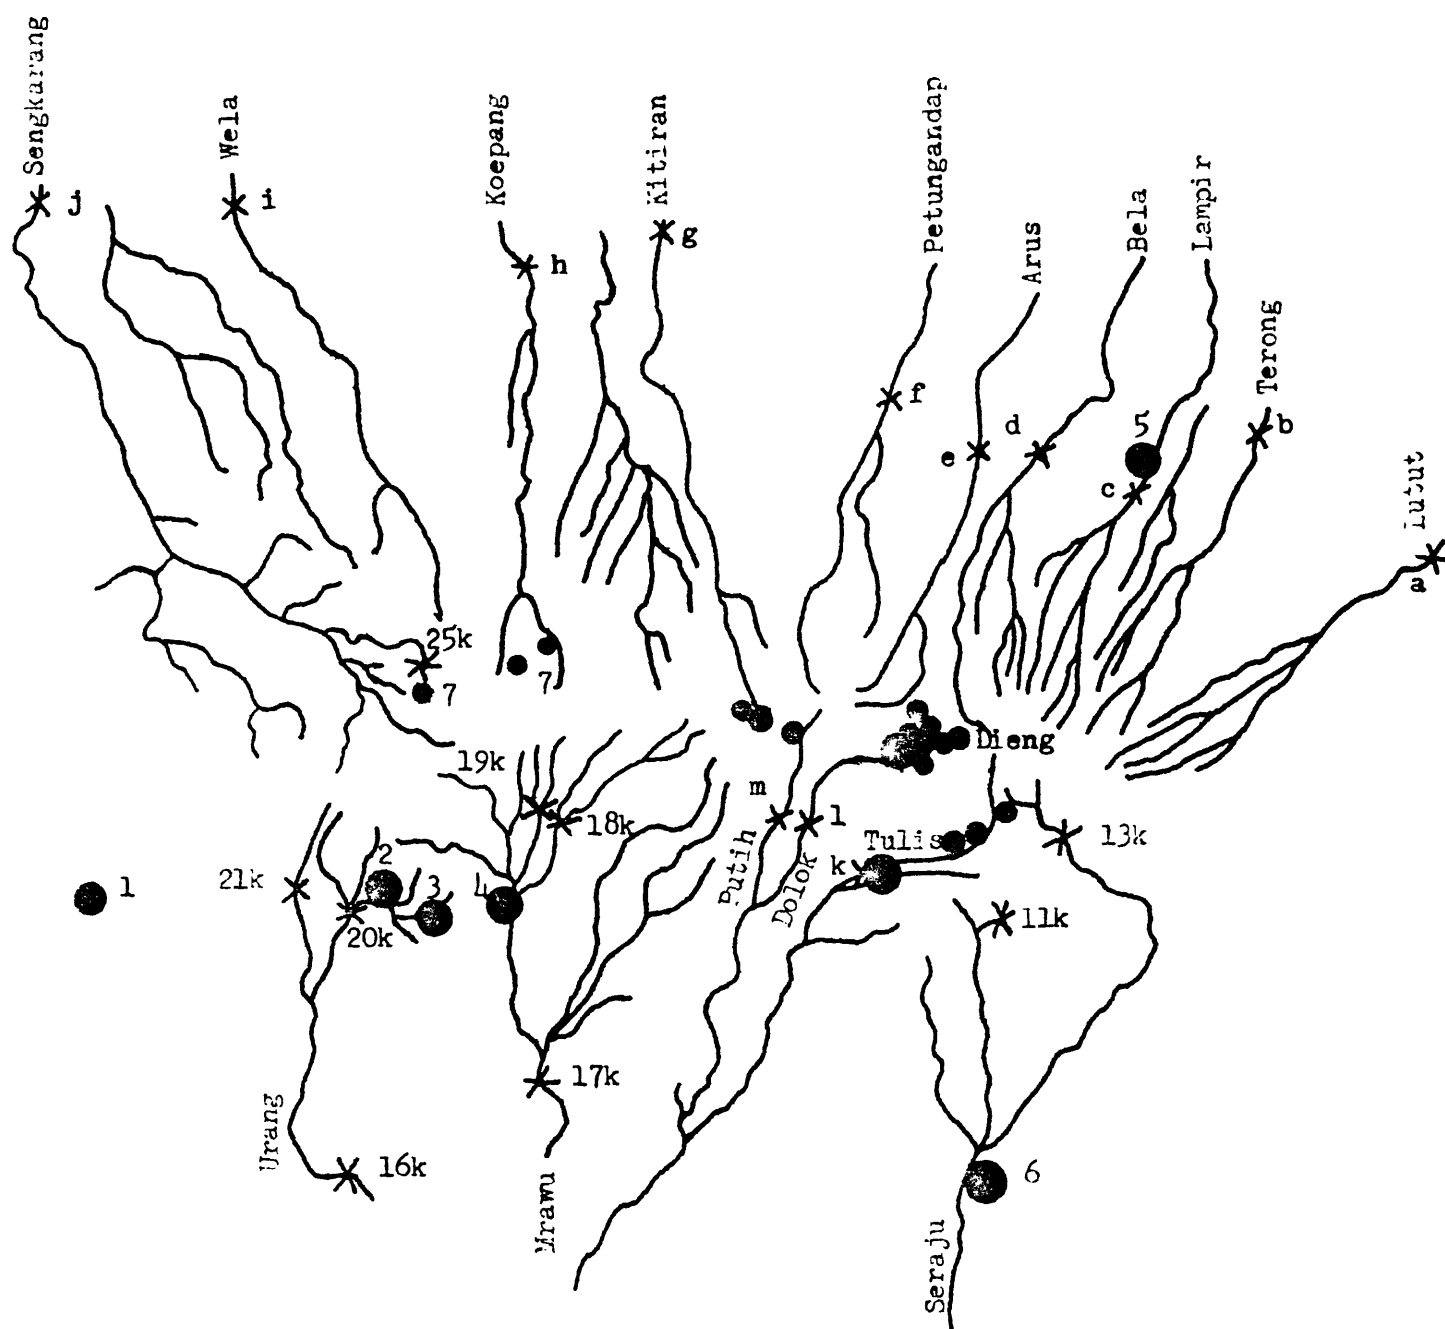 Sengkarang
Wela
Koepang
Kitiran
Petungandap
Arus
Bela
Lampir
Terong
Lutut
j
i
h
g
f
e
d
5
c
b
a
25k
7
7
Dieng
19k
18k
m
l
Putih
Dolok
Tulis
k
13k
1
21k
2
3
4
20k
11k
17k
Urang
16k
Mrawu
6
Seraju